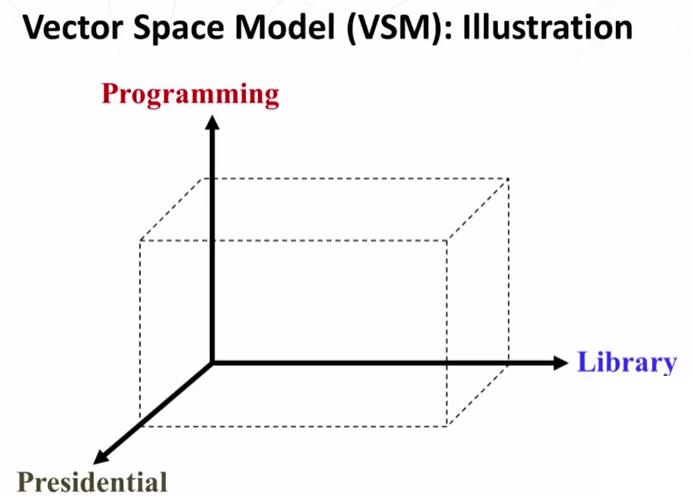 Vector Space Model (VSM): Illustration
Programming
Library
Presidential